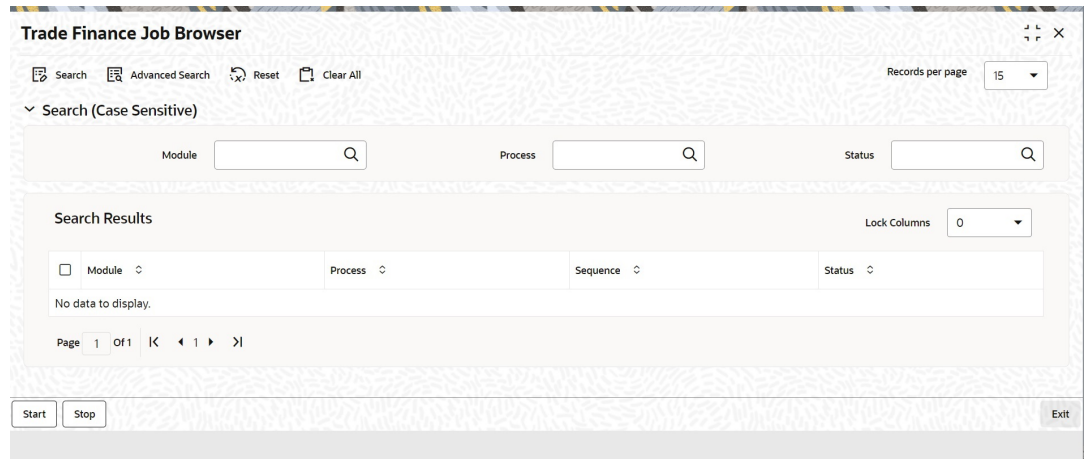 Trade Finance Job Browser
Search Advanced Search Reset Clear All Records per page 15
Search (Case Sensitive)
Module Process Status
Search Results Lock Columns 0
Module Process Sequence Status
No data to display.
Page 1 Of 1 1
Start Stop Exit